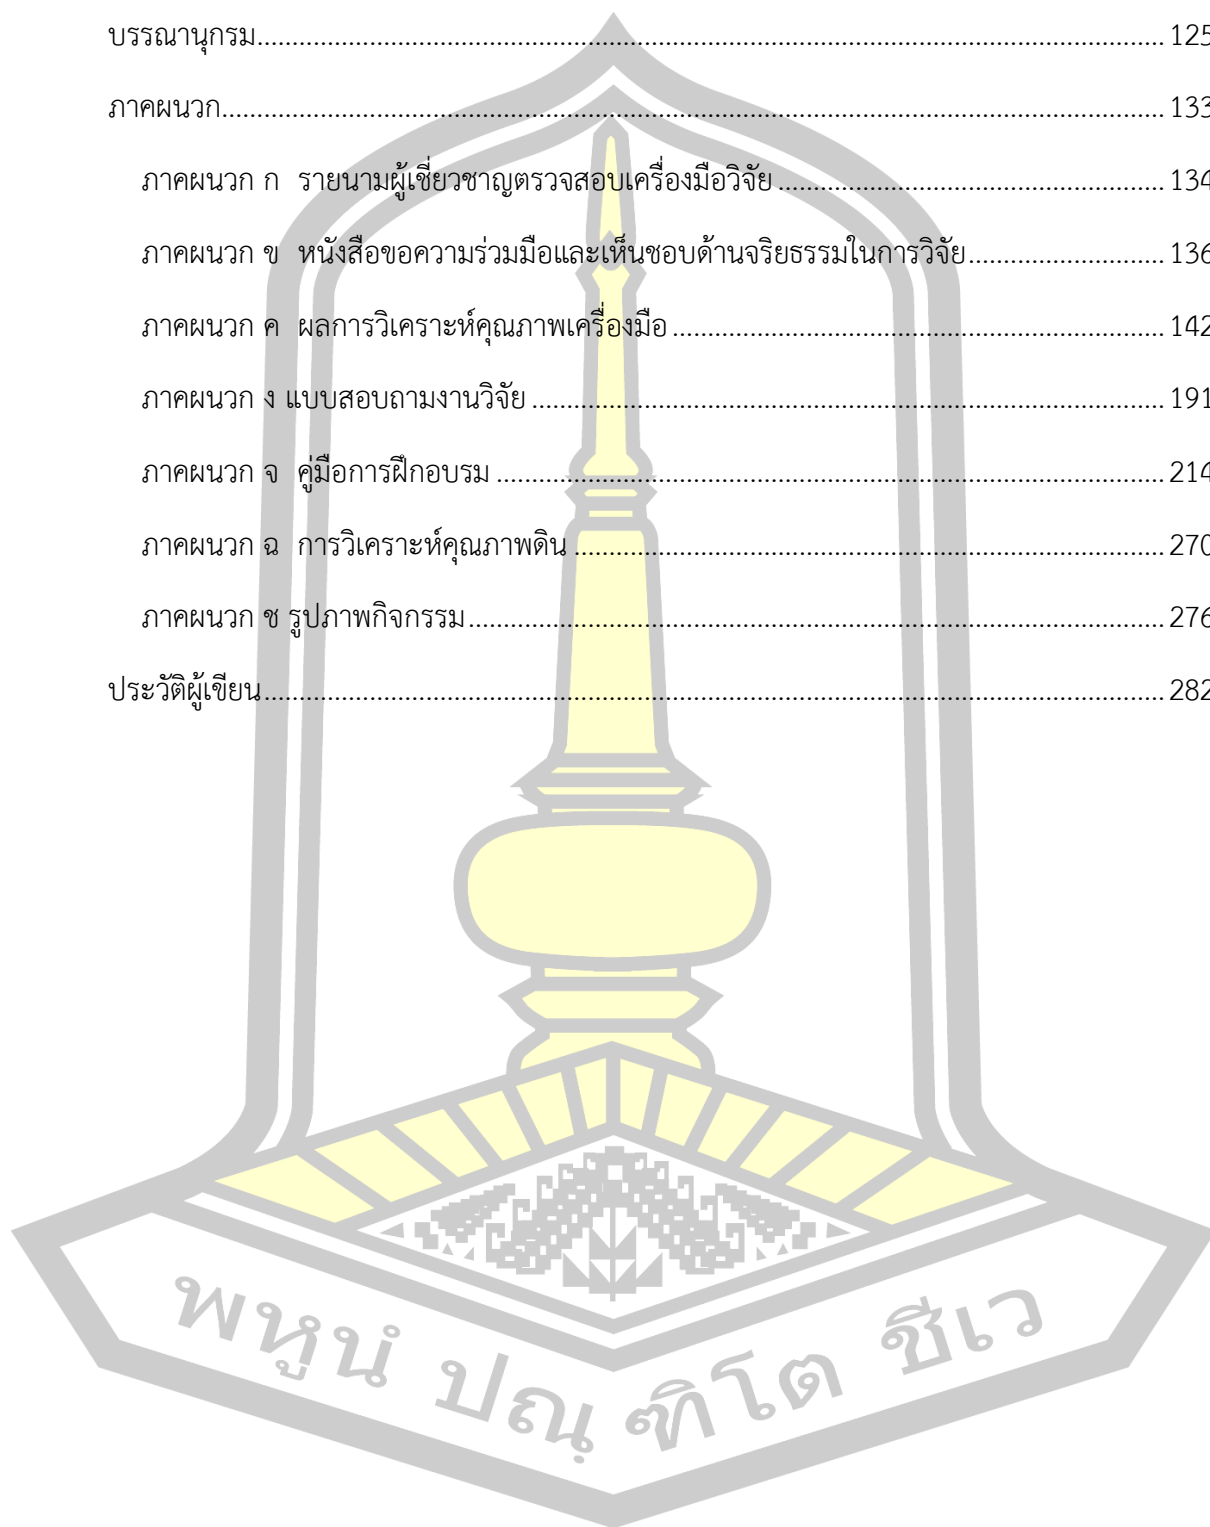 บรรณานุกรม.................................................................................................................................. 125
ภาคผนวก....................................................................................................................................... 133
ภาคผนวก ก  รายนามผู้เชี่ยวชาญตรวจสอบเครื่องมือวิจัย ....................................................... 134
ภาคผนวก ข  หนังสือขอความร่วมมือและเห็นชอบด้านจริยธรรมในการวิจัย............................ 136
ภาคผนวก ค  ผลการวิเคราะห์คุณภาพเครื่องมือ ...................................................................... 142
ภาคผนวก ง แบบสอบถามงานวิจัย .......................................................................................... 191
ภาคผนวก จ  คู่มือการฝึกอบรม ............................................................................................... 214
ภาคผนวก ฉ  การวิเคราะห์คุณภาพดิน .................................................................................... 270
ภาคผนวก ช รูปภาพกิจกรรม................................................................................................... 276
ประวัติผู้เขียน................................................................................................................................. 282
พหูนํ ปณฺ ฑิโต ชีเว